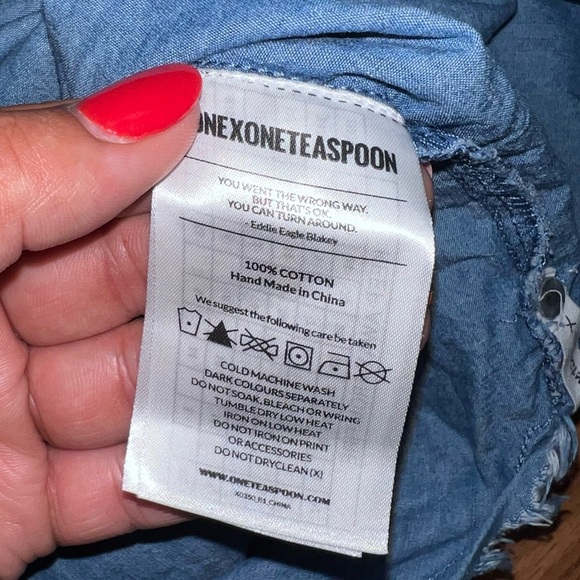 ONEXONETEASPOON
YOU WENT THE WRONG WAY.
BUT THAT'S OK.
YOU CAN TURN AROUND.
- Eddie Eagle Blakey
100% COTTON
Hand Made in China
We suggest the following care be taken
COLD MACHINE WASH
DARK COLOURS SEPARATELY
DO NOT SOAK, BLEACH OR WRING
TUMBLE DRY LOW HEAT
IRON ON LOW HEAT
DO NOT IRON ON PRINT
OR ACCESSORIES
DO NOT DRYCLEAN (X)
WWW.ONETEASPOON.COM